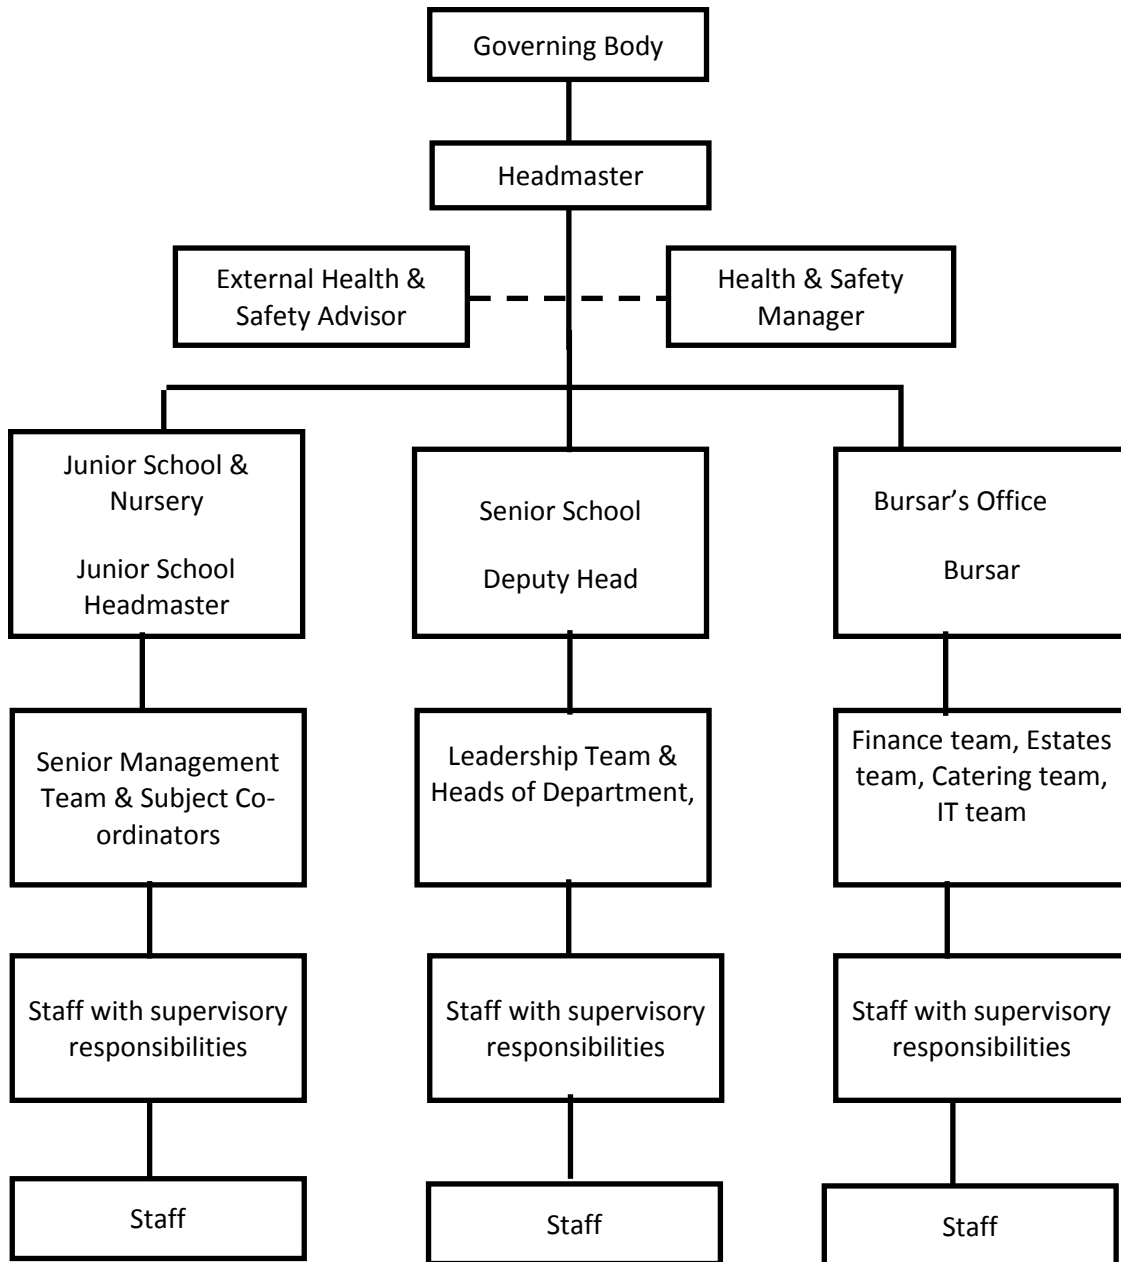 Governing Body
Headmaster
External Health &
Safety Advisor
Health & Safety
Manager
Junior School &
Nursery
Junior School
Headmaster
Senior School
Deputy Head
Bursar’s Office
Bursar
Senior Management
Team & Subject Co-
ordinators
Leadership Team &
Heads of Department,
Finance team, Estates
team, Catering team,
IT team
Staff with supervisory
responsibilities
Staff with supervisory
responsibilities
Staff with supervisory
responsibilities
Staff
Staff
Staff